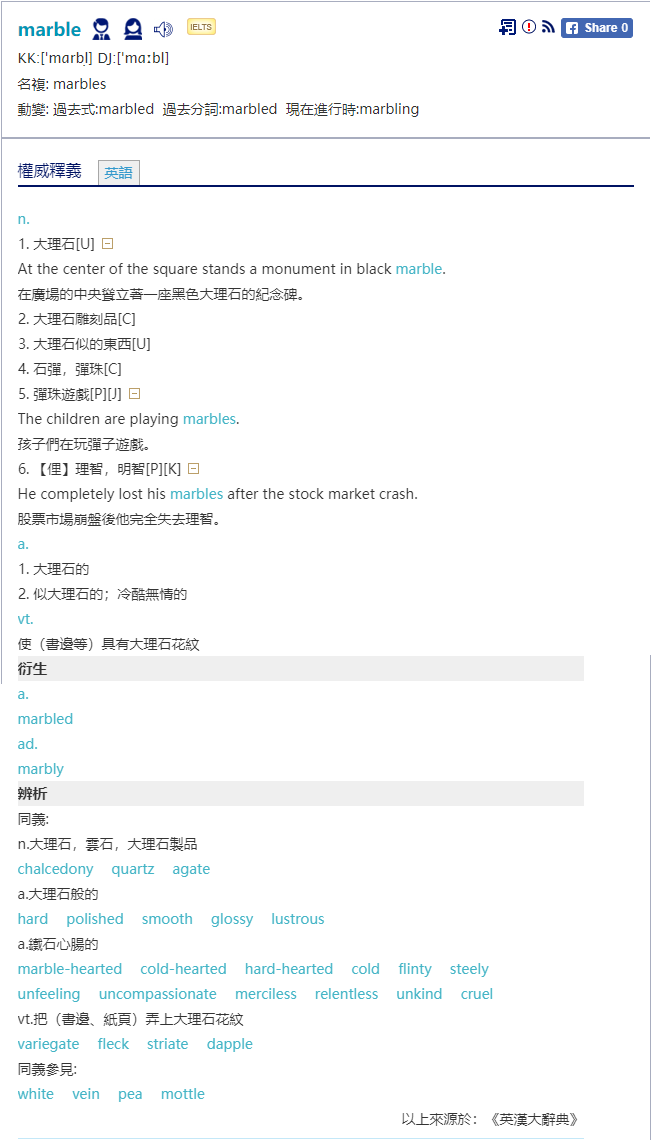 marble IELTS Share 0
KK:[ˋmɑrbl̩] DJ:[ˋmɑːbl]
名複: marbles
動變: 過去式:marbled 過去分詞:marbled 現在進行時:marbling
權威釋義 英語
n.
1. 大理石[U]
At the center of the square stands a monument in black marble.
在廣場的中央聳立著一座黑色大理石的紀念碑。
2. 大理石雕刻品[C]
3. 大理石似的東西[U]
4. 石彈，彈珠[C]
5. 彈珠遊戲[P][J]
The children are playing marbles.
孩子們在玩彈子遊戲。
6. 【俚】理智，明智[P][K]
He completely lost his marbles after the stock market crash.
股票市場崩盤後他完全失去理智。
a.
1. 大理石的
2. 似大理石的；冷酷無情的
vt.
使（書邊等）具有大理石花紋
衍生
a.
marbled
ad.
marbly
辨析
同義:
n.大理石，雲石，大理石製品
chalcedony quartz agate
a.大理石般的
hard polished smooth glossy lustrous
a.鐵石心腸的
marble-hearted cold-hearted hard-hearted cold flinty steely
unfeeling uncompassionate merciless relentless unkind cruel
vt.把（書邊、紙頁）弄上大理石花紋
variegate fleck striate dapple
同義參見:
white vein pea mottle
以上來源於：《英漢大辭典》